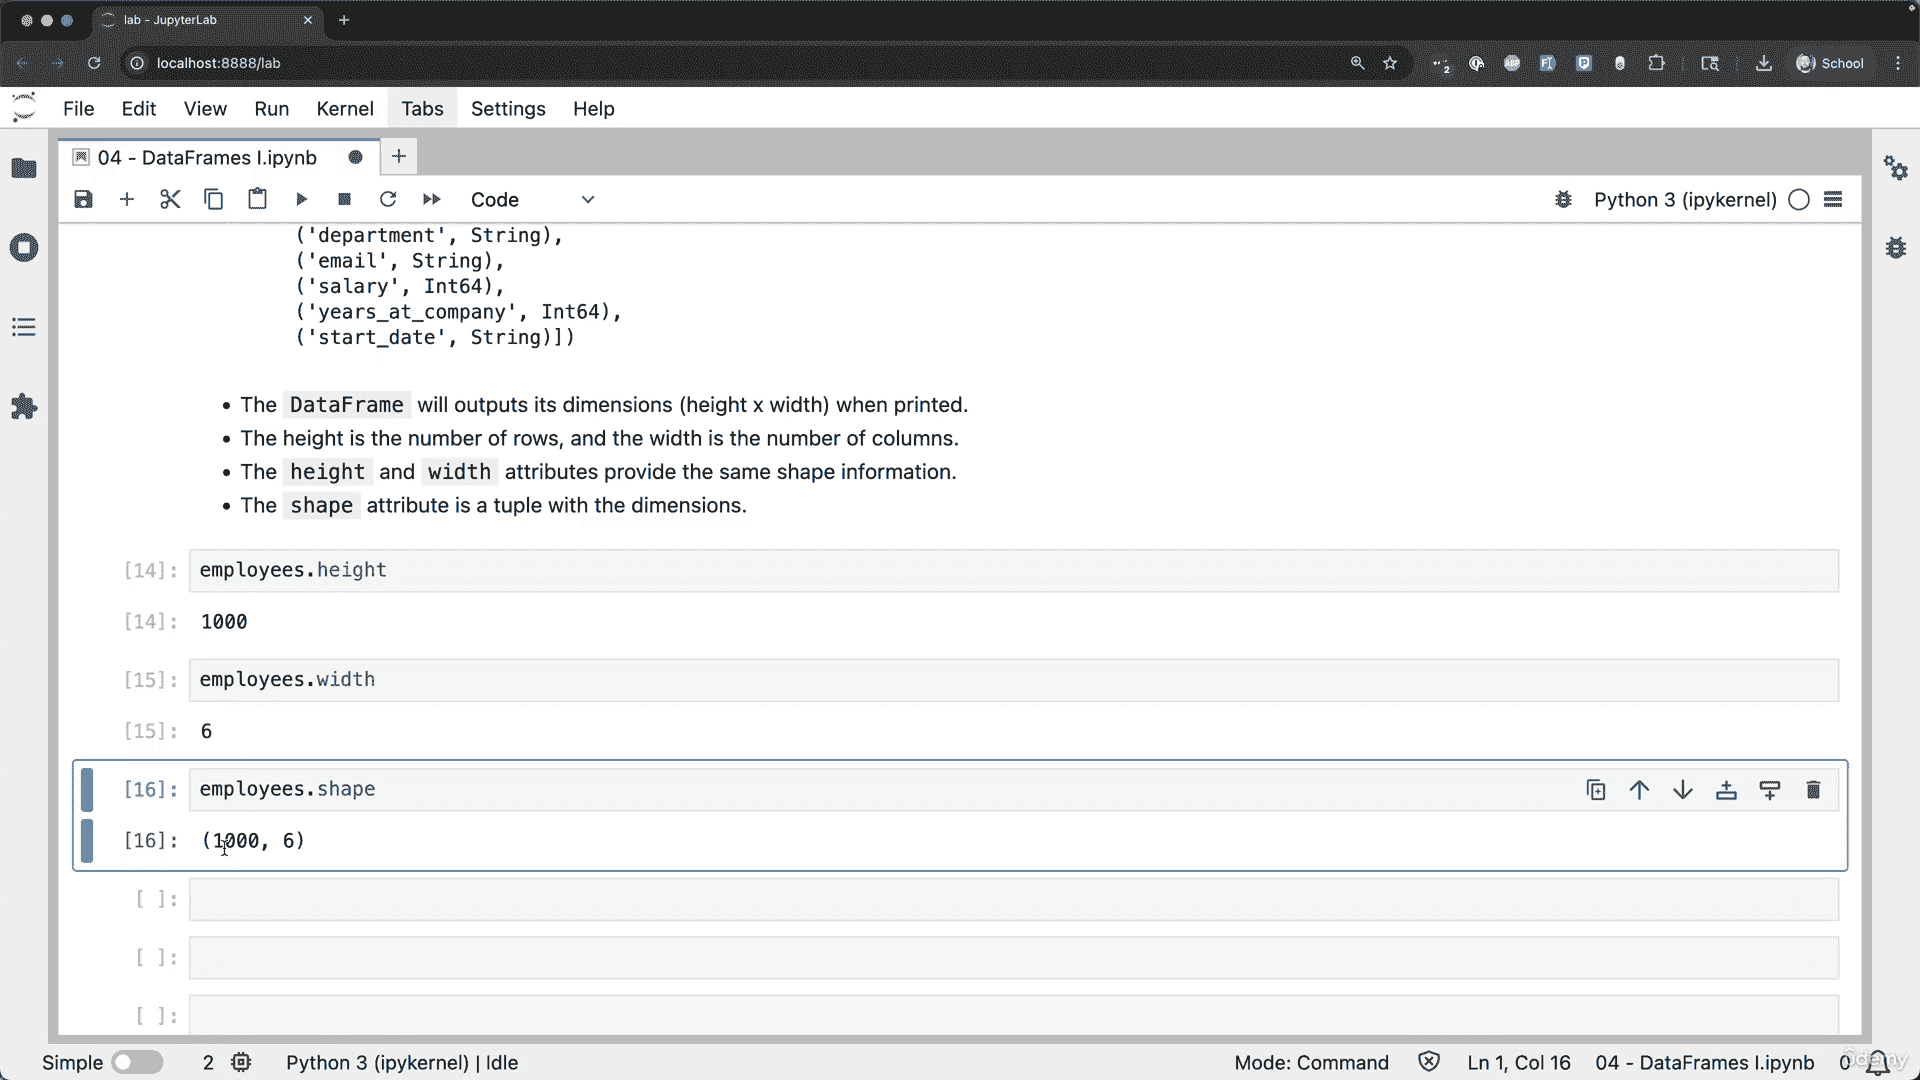 lab - JupyterLab
localhost:8888/lab
2
ABP
School
File Edit View Run Kernel Tabs Settings Help
04 - DataFrames I.ipynb
Code
Python 3 (ipykernel)
('department', String),
('email', String),
('salary', Int64),
('years_at_company', Int64),
('start_date', String)])
• The DataFrame will outputs its dimensions (height x width) when printed.
• The height is the number of rows, and the width is the number of columns.
• The height and width attributes provide the same shape information.
• The shape attribute is a tuple with the dimensions.
[14]: employees.height
[14]: 1000
[15]: employees.width
[15]: 6
[16]: employees.shape
[16]: (1000, 6)
[ ]:
[ ]:
[ ]:
Simple 2 Python 3 (ipykernel) | Idle Mode: Command Ln 1, Col 16 04 - DataFrames I.ipynb 0
udemy